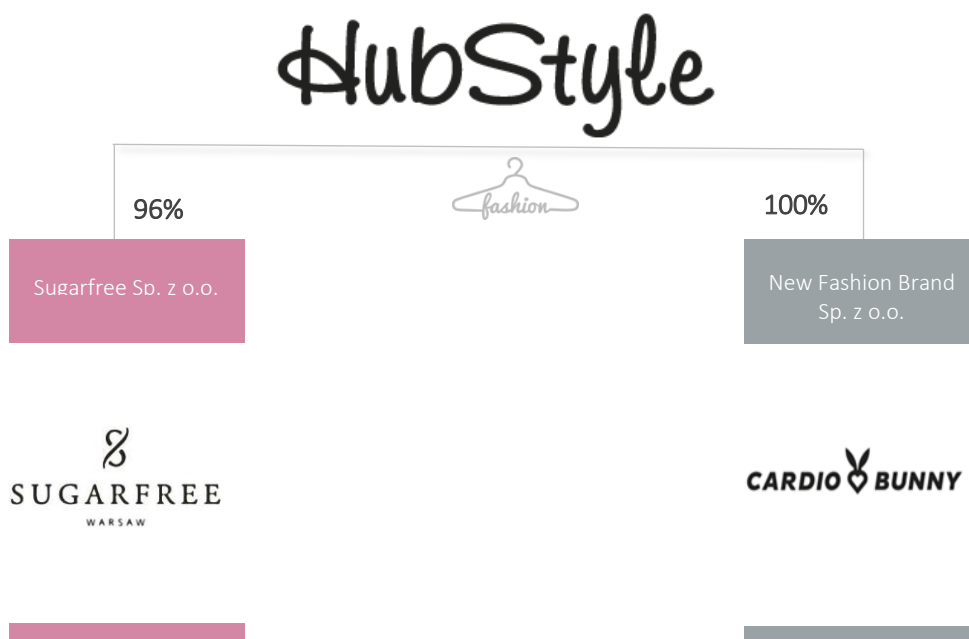 HubStyle
fashion
96%
100%
Sugarfree Sp. z o.o.
New Fashion Brand
Sp. z o.o.
SUGARFREE
WARSAW
CARDIO BUNNY